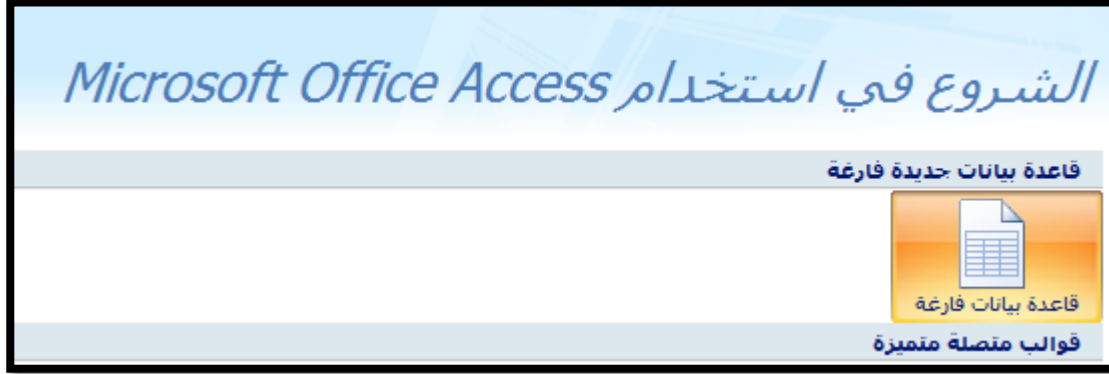 الشروع في استخدام Microsoft Office Access
قاعدة بيانات جديدة فارغة
قاعدة بيانات فارغة
قوالب متصلة متميزة